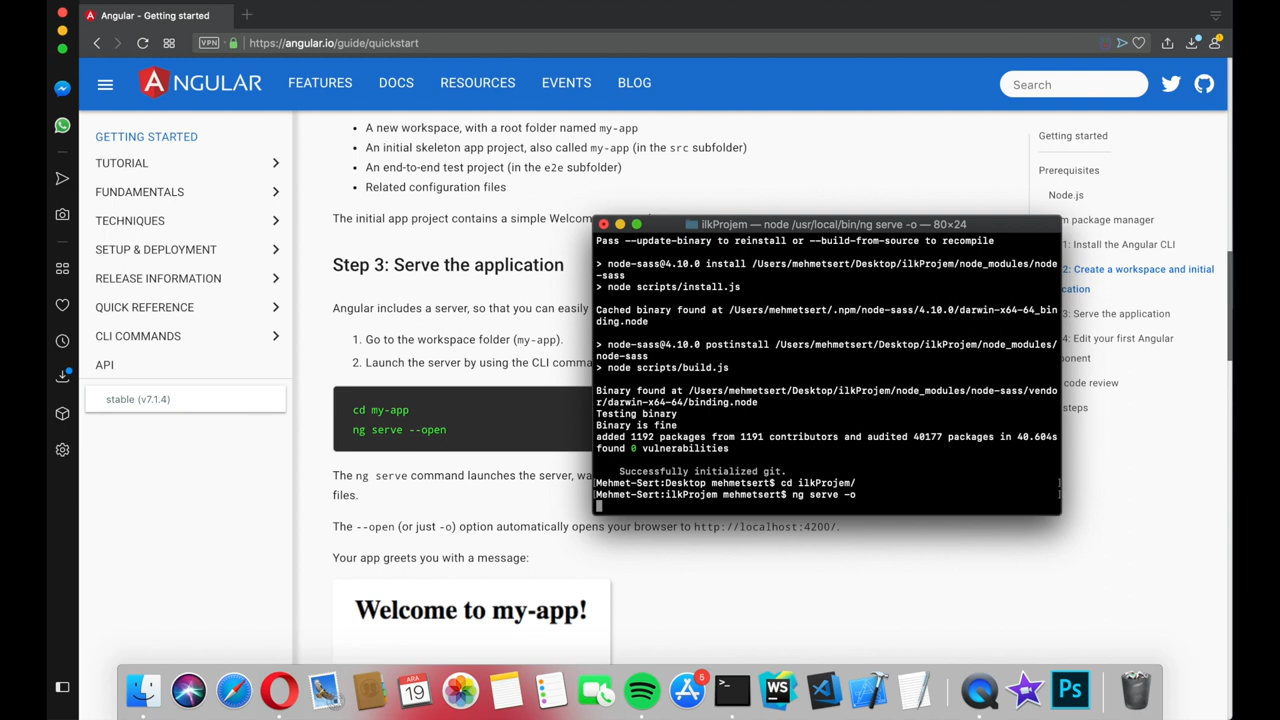 Angular - Getting started
VPN
https://angular.io/guide/quickstart
ANGULAR
FEATURES
DOCS
RESOURCES
EVENTS
BLOG
Search
GETTING STARTED
TUTORIAL
FUNDAMENTALS
TECHNIQUES
SETUP & DEPLOYMENT
RELEASE INFORMATION
QUICK REFERENCE
CLI COMMANDS
API
stable (v7.1.4)
• A new workspace, with a root folder named my-app
• An initial skeleton app project, also called my-app (in the src subfolder)
• An end-to-end test project (in the e2e subfolder)
• Related configuration files
The initial app project contains a simple Welcom
Step 3: Serve the application
Angular includes a server, so that you can easily
1. Go to the workspace folder (my-app).
2. Launch the server by using the CLI comma
cd my-app
ng serve --open
The ng serve command launches the server, wa
files.
The --open (or just -o) option automatically opens your browser to http://localhost:4200/.
Your app greets you with a message:
Welcome to my-app!
ilkProjem — node /usr/local/bin/ng serve -o — 80×24
Pass --update-binary to reinstall or --build-from-source to recompile
> node-sass@4.10.0 install /Users/mehmetsert/Desktop/ilkProjem/node_modules/node
-sass
> node scripts/install.js
Cached binary found at /Users/mehmetsert/.npm/node-sass/4.10.0/darwin-x64-64_bin
ding.node
> node-sass@4.10.0 postinstall /Users/mehmetsert/Desktop/ilkProjem/node_modules/
node-sass
> node scripts/build.js
Binary found at /Users/mehmetsert/Desktop/ilkProjem/node_modules/node-sass/vendo
r/darwin-x64-64/binding.node
Testing binary
Binary is fine
added 1192 packages from 1191 contributors and audited 40177 packages in 40.604s
found 0 vulnerabilities
Successfully initialized git.
[Mehmet-Sert:Desktop mehmetsert$ cd ilkProjem/ ]
[Mehmet-Sert:ilkProjem mehmetsert$ ng serve -o ]
Getting started
Prerequisites
Node.js
m package manager
1: Install the Angular CLI
2: Create a workspace and initial
cation
3: Serve the application
4: Edit your first Angular
onent
code review
steps
ARA
19
5
>_
WS
Ps